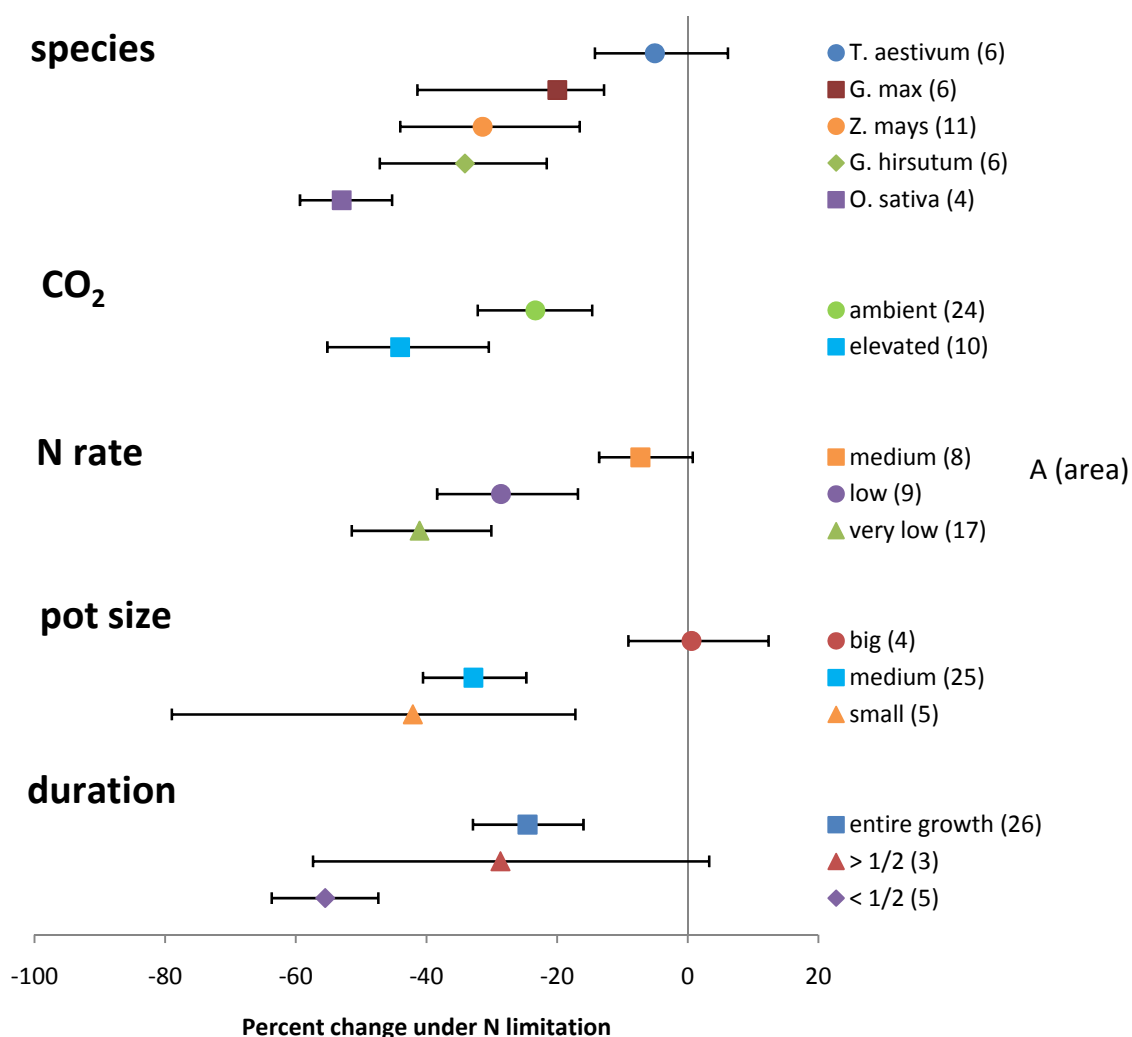 species
T. aestivum (6)
G. max (6)
Z. mays (11)
G. hirsutum (6)
O. sativa (4)
CO₂
ambient (24)
elevated (10)
N rate
medium (8)
low (9)
very low (17)
A (area)
pot size
big (4)
medium (25)
small (5)
duration
entire growth (26)
> 1/2 (3)
< 1/2 (5)
-100 -80 -60 -40 -20 0 20
Percent change under N limitation